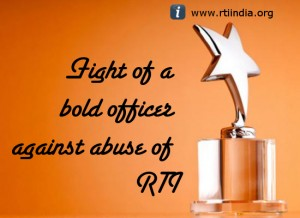 i www.rtiindia.org
Fight of a
bold officer
against abuse of
RTI